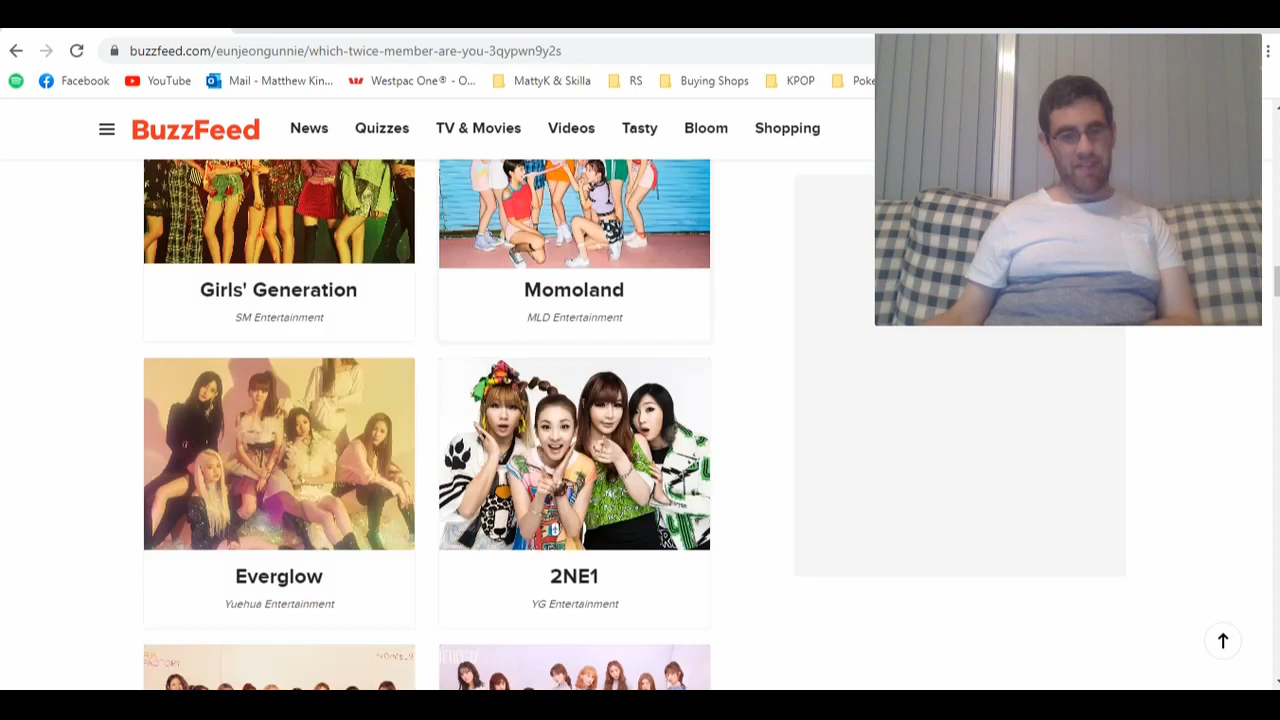 buzzfeed.com/eunjeongunnie/which-twice-member-are-you-3qypwn9y2s
Facebook YouTube Mail - Matthew Kin... Westpac One® - O... MattyK & Skilla RS Buying Shops KPOP Poke
BuzzFeed News Quizzes TV & Movies Videos Tasty Bloom Shopping
Girls' Generation
SM Entertainment
Momoland
MLD Entertainment
Everglow
Yuehua Entertainment
2NE1
YG Entertainment